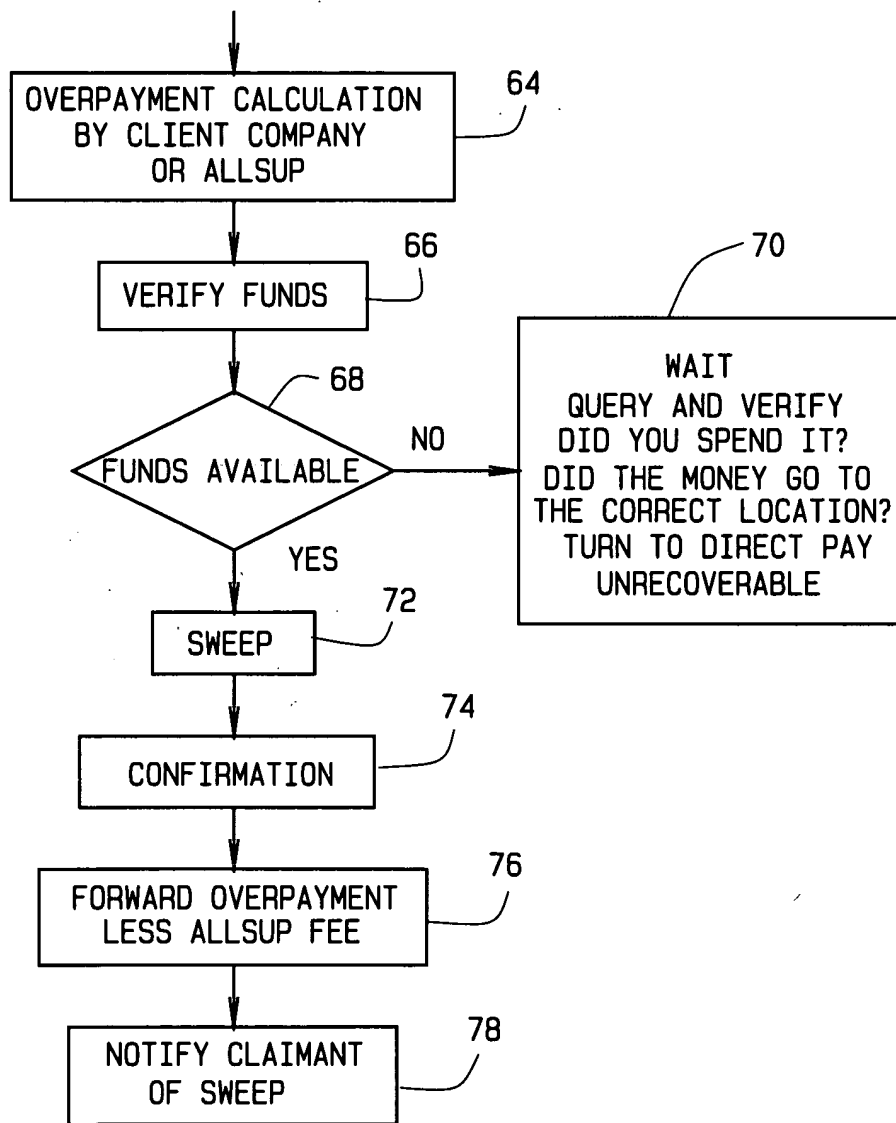 OVERPAYMENT CALCULATION
BY CLIENT COMPANY
OR ALLSUP
64
VERIFY FUNDS
66
70
68
FUNDS AVAILABLE
NO
YES
WAIT
QUERY AND VERIFY
DID YOU SPEND IT?
DID THE MONEY GO TO
THE CORRECT LOCATION?
TURN TO DIRECT PAY
UNRECOVERABLE
72
SWEEP
74
CONFIRMATION
76
FORWARD OVERPAYMENT
LESS ALLSUP FEE
78
NOTIFY CLAIMANT
OF SWEEP